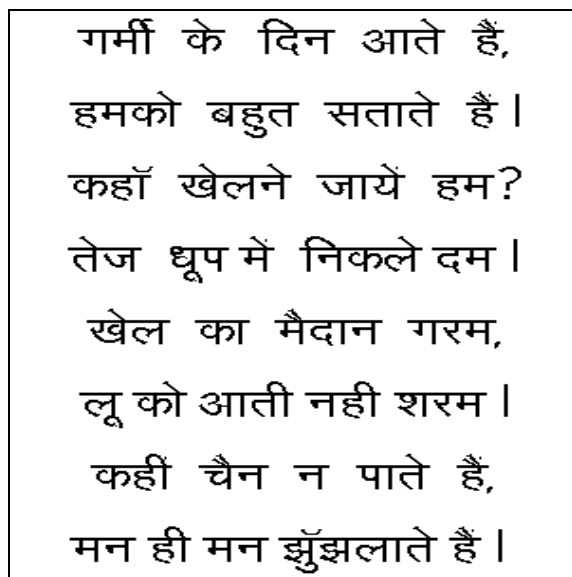 गर्मी के दिन आते हैं,
हमको बहुत सताते हैं।
कहॉ खेलने जायें हम?
तेज धूप में निकले दम।
खेल का मैदान गरम,
लू को आती नही शरम।
कहीं चैन न पाते हैं,
मन ही मन झुॅझलाते हैं।